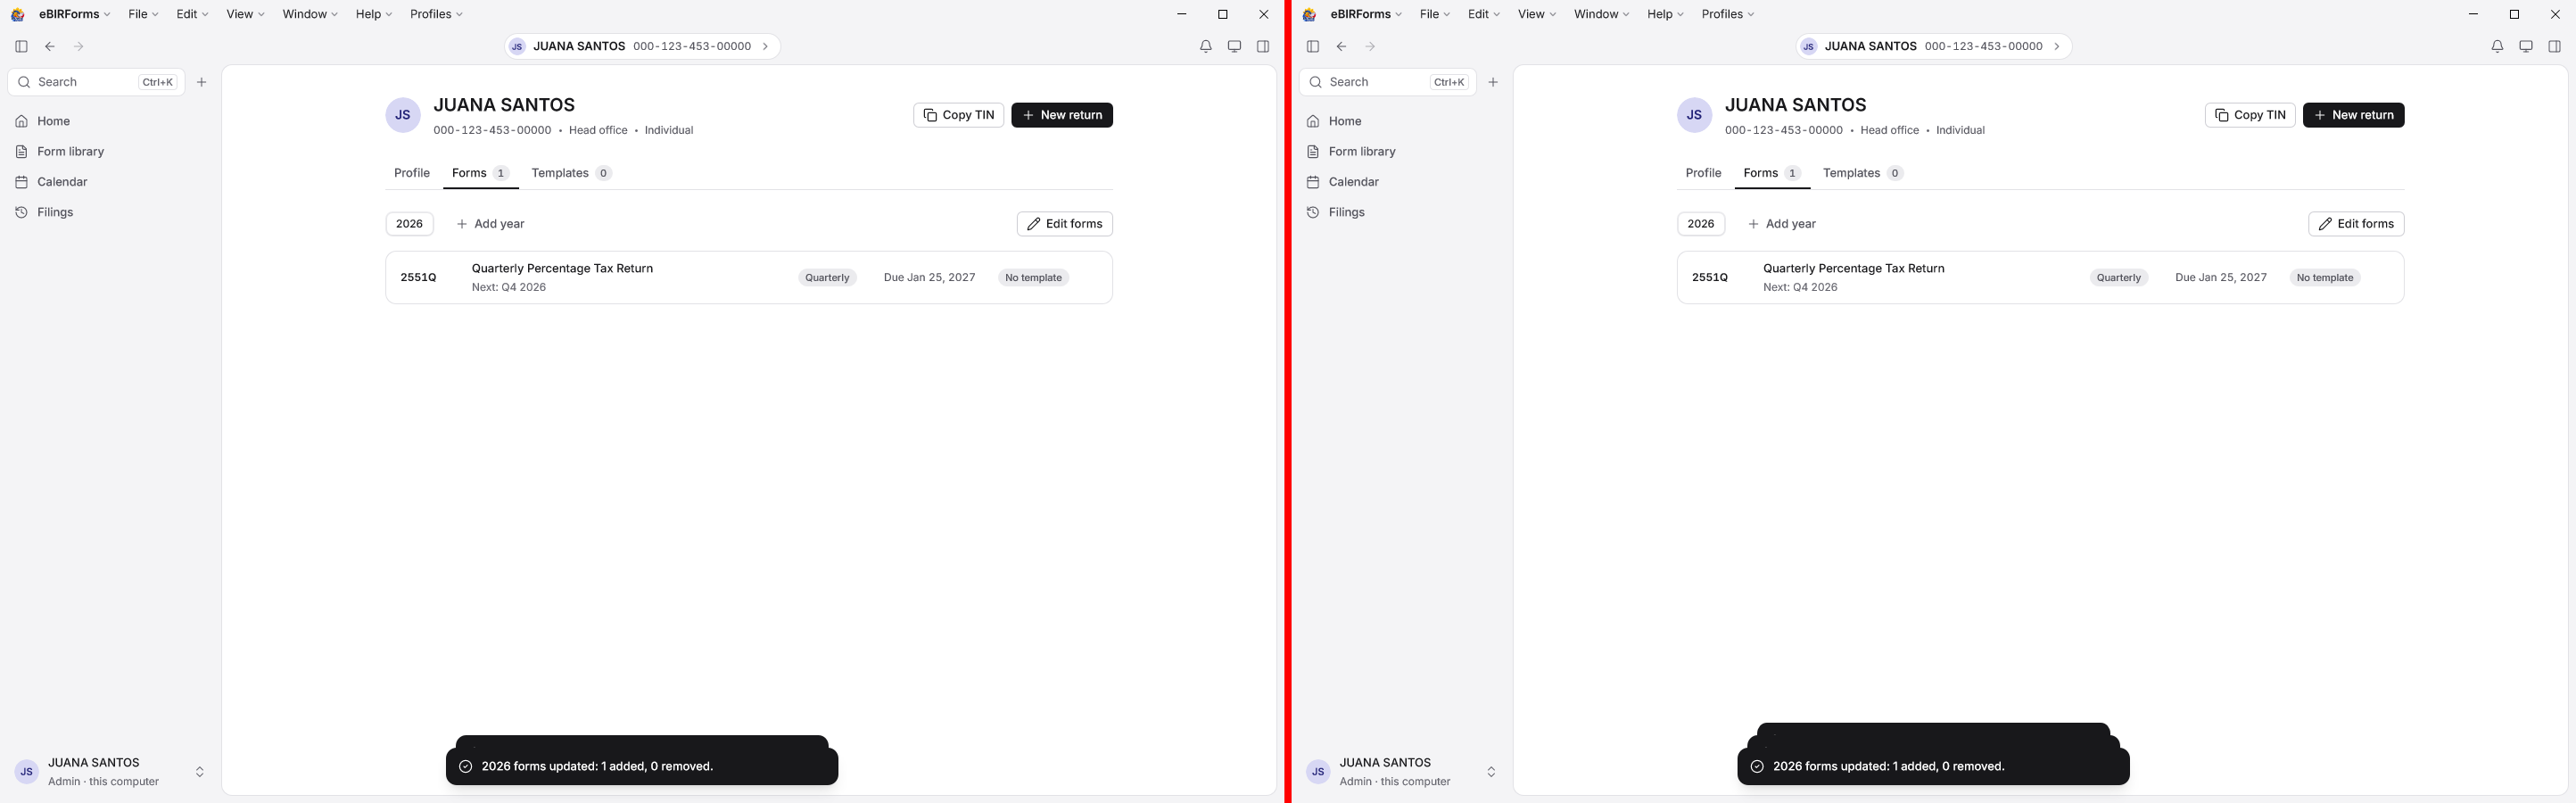 eBIRForms File Edit View Window Help Profiles
JS JUANA SANTOS 000-123-453-00000
Search Ctrl+K
Home
Form library
Calendar
Filings
JS
JUANA SANTOS
000-123-453-00000 • Head office • Individual
Copy TIN
New return
Profile Forms 1 Templates 0
2026 Add year Edit forms
2551Q Quarterly Percentage Tax Return Quarterly Due Jan 25, 2027 No template
Next: Q4 2026
2026 forms updated: 1 added, 0 removed.
JS JUANA SANTOS
Admin · this computer
eBIRForms File Edit View Window Help Profiles
JS JUANA SANTOS 000-123-453-00000
Search Ctrl+K
Home
Form library
Calendar
Filings
JS
JUANA SANTOS
000-123-453-00000 • Head office • Individual
Copy TIN
New return
Profile Forms 1 Templates 0
2026 Add year Edit forms
2551Q Quarterly Percentage Tax Return Quarterly Due Jan 25, 2027 No template
Next: Q4 2026
2026 forms updated: 1 added, 0 removed.
JS JUANA SANTOS
Admin · this computer